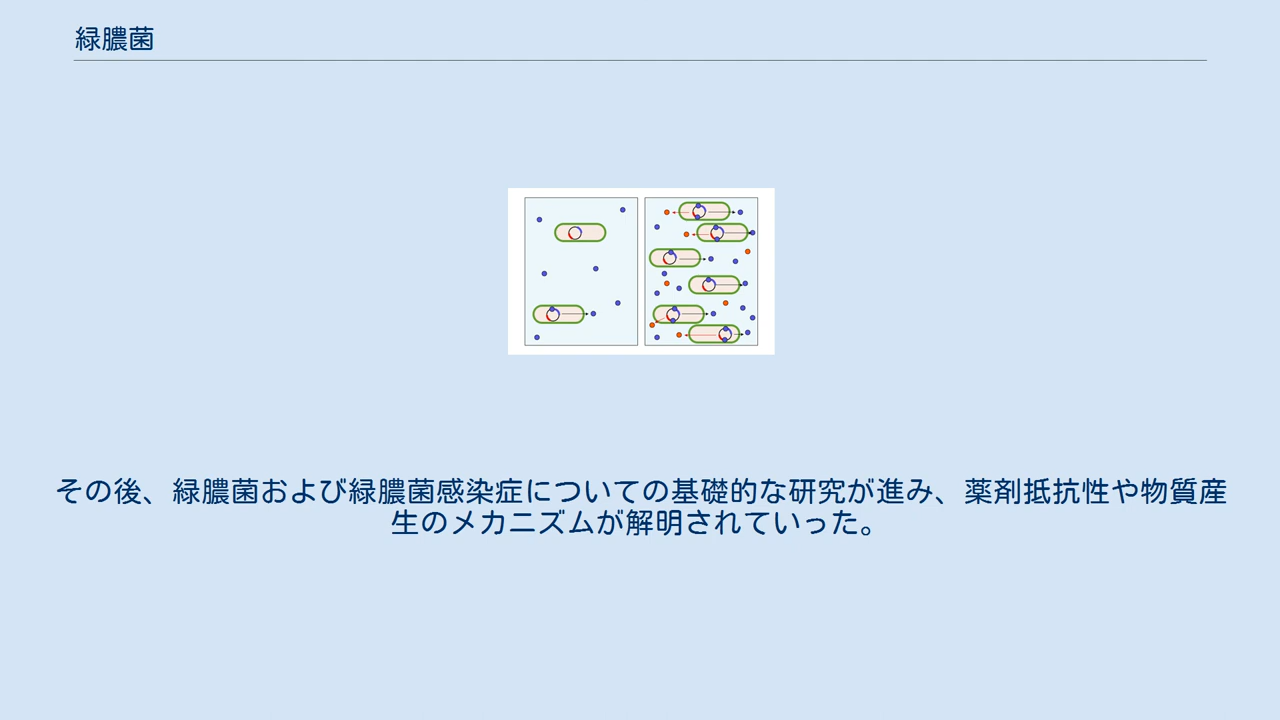 緑膿菌
その後、緑膿菌および緑膿菌感染症についての基礎的な研究が進み、薬剤抵抗性や物質産
生のメカニズムが解明されていった。